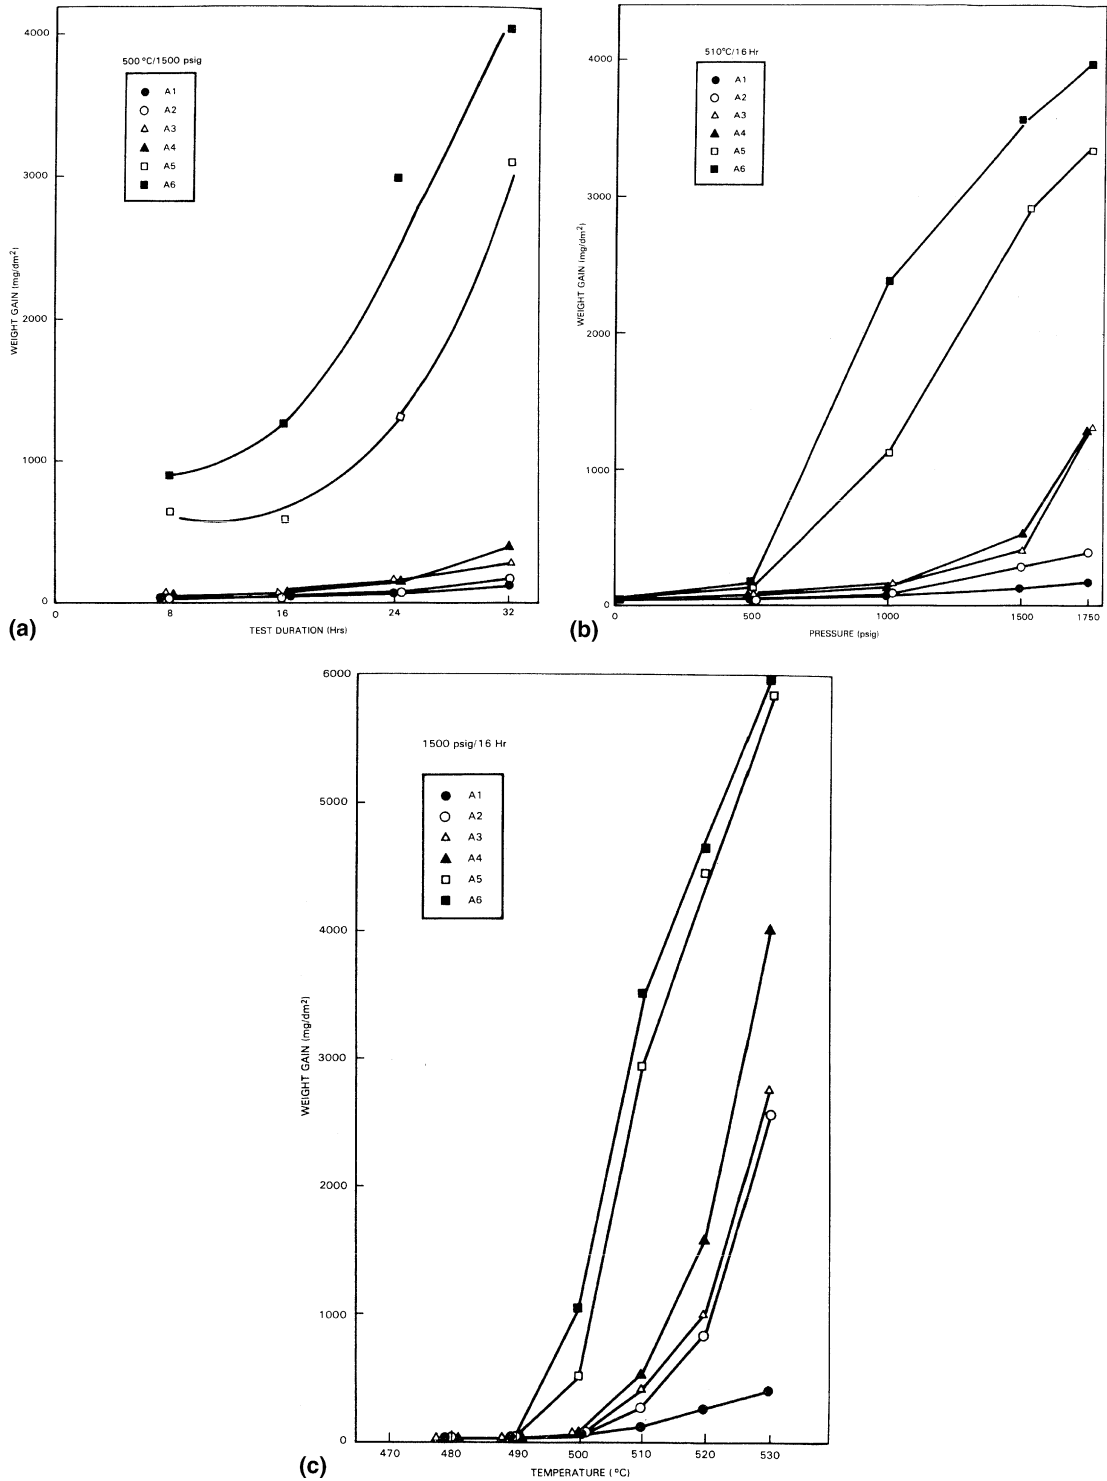 4000
3000
2000
1000
0
WEIGHT GAIN (mg/dm2)
500 °C/1500 psig
A1
A2
A3
A4
A5
A6
0
8
16
24
32
TEST DURATION (Hrs)
(a)
4000
3000
2000
1000
0
WEIGHT GAIN (mg/dm2)
510°C/16 Hr
A1
A2
A3
A4
A5
A6
0
500
1000
1500
1750
PRESSURE (psig)
(b)
6000
5000
4000
3000
2000
1000
0
WEIGHT GAIN (mg/dm2)
1500 psig/16 Hr
A1
A2
A3
A4
A5
A6
470
480
490
500
510
520
530
TEMPERATURE (°C)
(c)